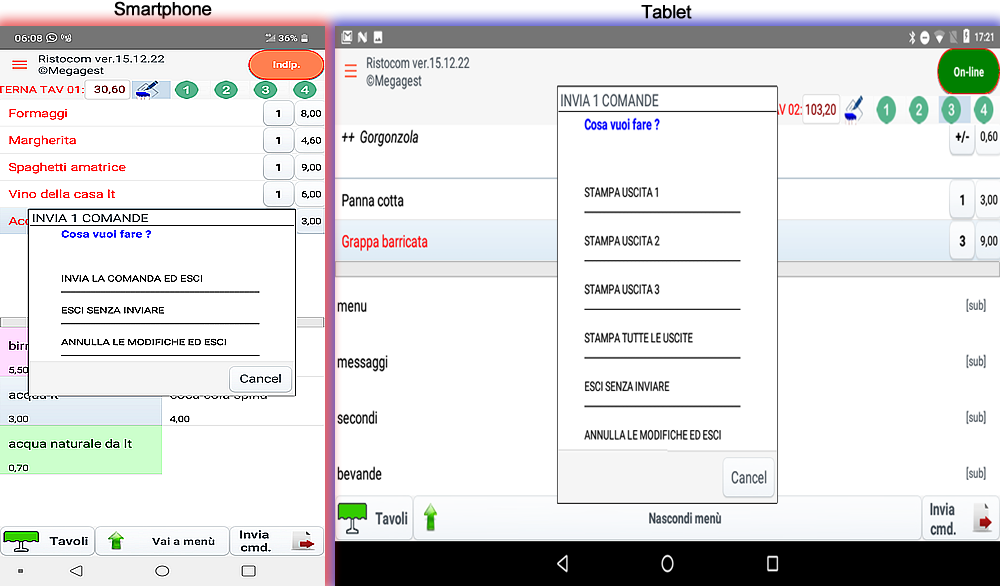 Smartphone
06:08
36%
Ristocom ver.15.12.22
©Megagest
Indip.
TERNA TAV 01:
30,60
1
2
3
4
Formaggi
1
8,00
Margherita
1
4,60
Spaghetti amatrice
1
9,00
Vino della casa lt
1
6,00
Acq
3,00
INVIA 1 COMANDE
Cosa vuoi fare ?
INVIA LA COMANDA ED ESCI
ESCI SENZA INVIARE
ANNULLA LE MODIFICHE ED ESCI
Cancel
birr
5,50
acqua lt
coca cola spina
3,00
4,00
acqua naturale da lt
0,70
Tavoli
Vai a menù
Invia
cmd.
Tablet
17:21
Ristocom ver.15.12.22
©Megagest
On-line
AV 02:
103,20
1
2
3
4
++ Gorgonzola
+/-
0,60
Panna cotta
1
3,00
Grappa barricata
3
9,00
INVIA 1 COMANDE
Cosa vuoi fare ?
STAMPA USCITA 1
STAMPA USCITA 2
STAMPA USCITA 3
STAMPA TUTTE LE USCITE
ESCI SENZA INVIARE
ANNULLA LE MODIFICHE ED ESCI
Cancel
menu
[sub]
messaggi
[sub]
secondi
[sub]
bevande
[sub]
Tavoli
Nascondi menù
Invia
cmd.